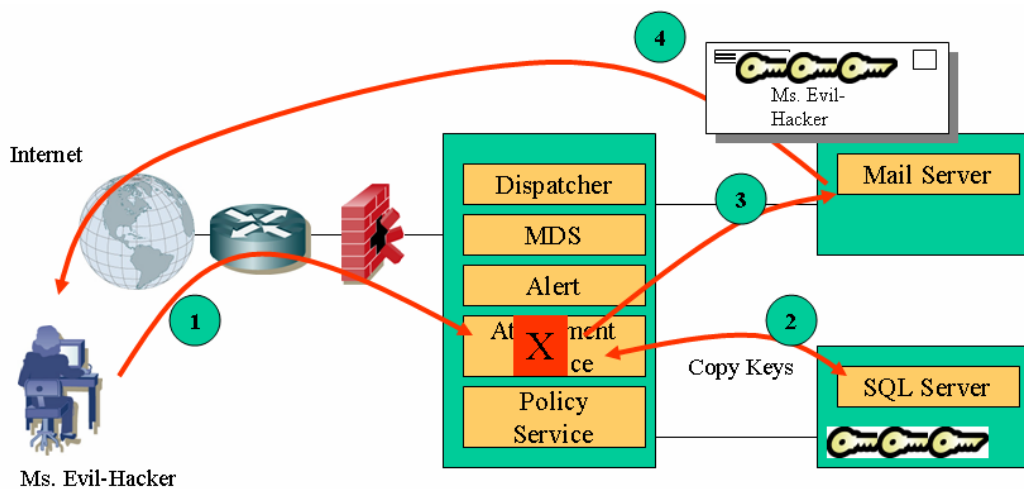 4
Ms. Evil-
Hacker
Internet
Dispatcher
Mail Server
3
MDS
Alert
1
2
X
Copy Keys
SQL Server
Policy
Service
Ms. Evil-Hacker